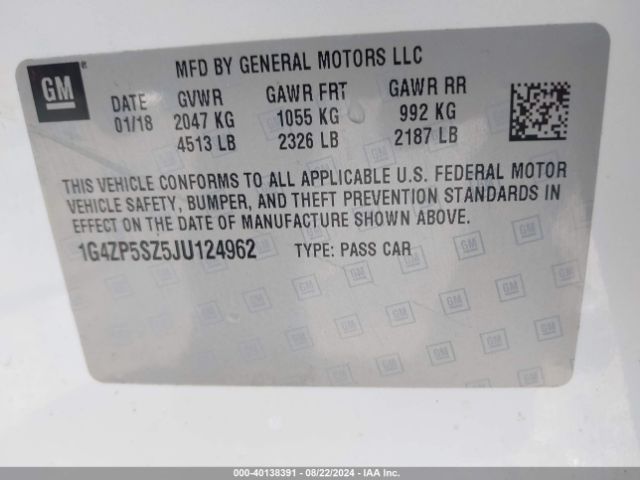 GM ®
MFD BY GENERAL MOTORS LLC
DATE GVWR GAWR FRT GAWR RR
01/18 2047 KG 1055 KG 992 KG
4513 LB 2326 LB 2187 LB
THIS VEHICLE CONFORMS TO ALL APPLICABLE U.S. FEDERAL MOTOR
VEHICLE SAFETY, BUMPER, AND THEFT PREVENTION STANDARDS IN
EFFECT ON THE DATE OF MANUFACTURE SHOWN ABOVE.
1G4ZP5SZ5JU124962 TYPE: PASS CAR
000-40138391 - 08/22/2024 - IAAI.COM